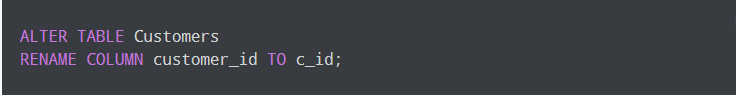 ALTER TABLE Customers
RENAME COLUMN customer_id TO c_id;